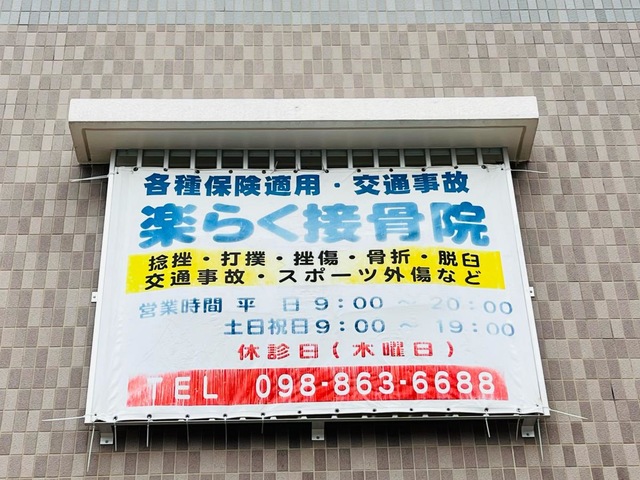 各種保険適用・交通事故
楽らく接骨院
捻挫・打撲・挫傷・骨折・脱臼
交通事故・スポーツ外傷など
営業時間 平 日 9：00 ～ 20：00
土日祝日 9：00 ～ 19：00
休診日(木曜日)
TEL 098-863-6688